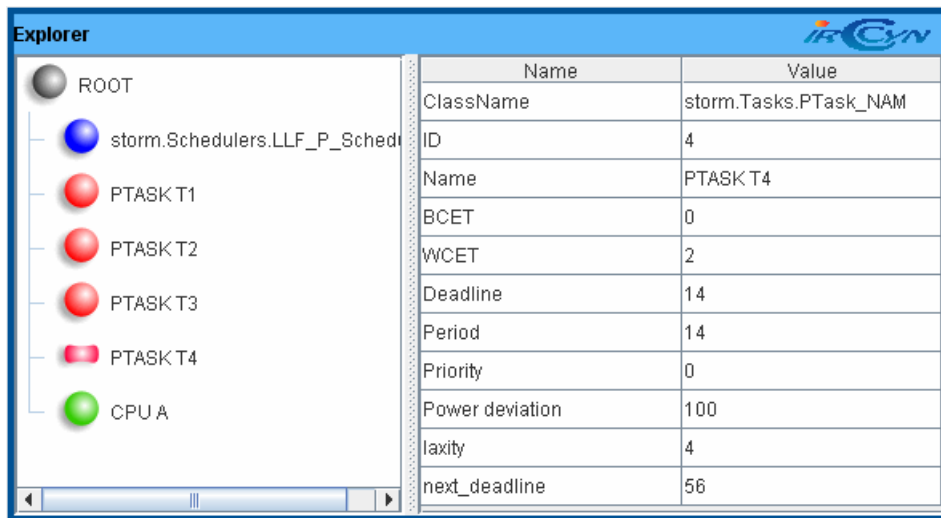 Explorer
IRCCyN
ROOT
storm.Schedulers.LLF_P_Sched
PTASK T1
PTASK T2
PTASK T3
PTASK T4
CPU A
Name Value
ClassName storm.Tasks.PTask_NAM
ID 4
Name PTASK T4
BCET 0
WCET 2
Deadline 14
Period 14
Priority 0
Power deviation 100
laxity 4
next_deadline 56